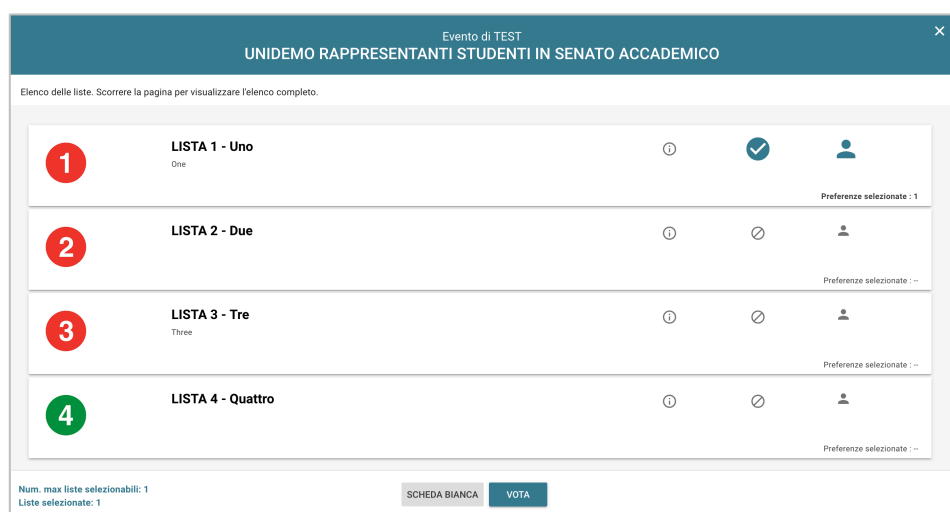 Evento di TEST
UNIDEMO RAPPRESENTANTI STUDENTI IN SENATO ACCADEMICO
Elenco delle liste. Scorrere la pagina per visualizzare l'elenco completo.
1
LISTA 1 - Uno
One
Preferenze selezionate : 1
2
LISTA 2 - Due
Preferenze selezionate : --
3
LISTA 3 - Tre
Three
Preferenze selezionate : --
4
LISTA 4 - Quattro
Preferenze selezionate : --
Num. max liste selezionabili: 1
Liste selezionate: 1
SCHEDA BIANCA
VOTA